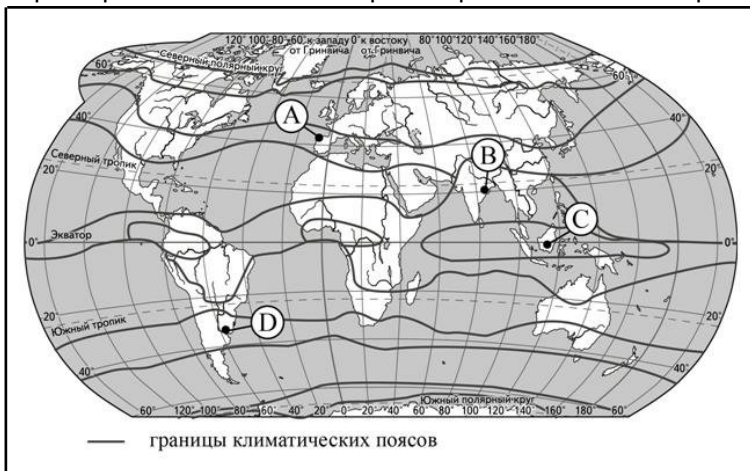 120° 100° 80° 60° к западу 0° к востоку 80° 100° 120° 140° 160° 180°
от Гринвича от Гринвича
Северный полярный круг
60° 60°
40° 40°
A
B
Северный тропик
20° 20°
C
Экватор
0° 0°
D
Южный тропик
20° 20°
40° 40°
Южный полярный круг
60° 120° 100° 80° 60° 40° 20° 0° 20° 40° 60° 80° 100° 120° 140° 160° 180° 60°
границы климатических поясов